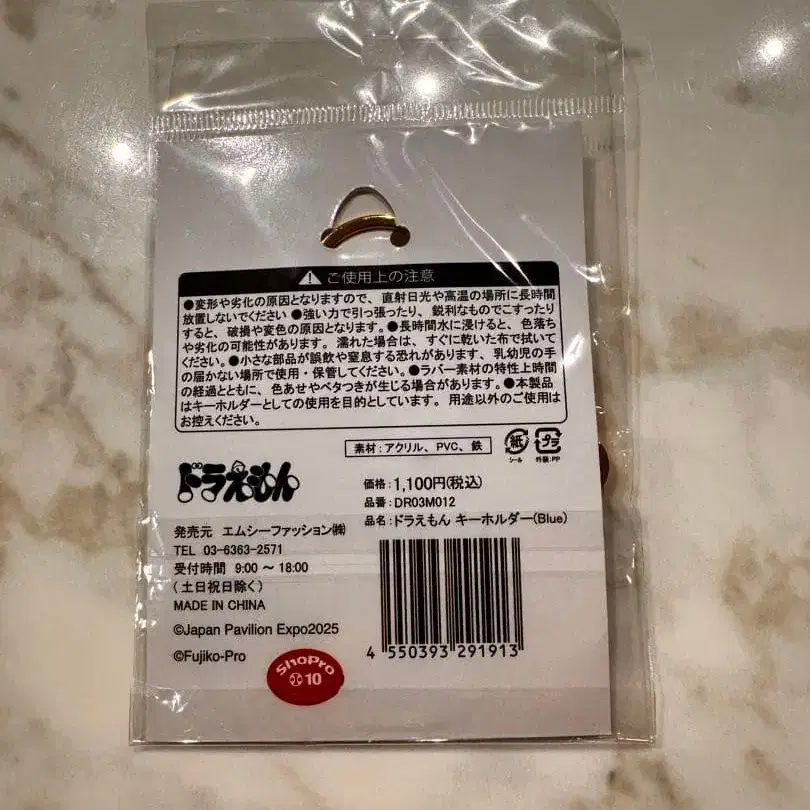 ご使用上の注意
●変形や劣化の原因となりますので、直射日光や高温の場所に長時間
放置しないでください ●強い力で引っ張ったり、鋭利なものでこすったり
すると、破損や変色の原因となります。●長時間水に浸けると、色落ち
や劣化の可能性があります。濡れた場合は、すぐに乾いた布で拭いて
ください。●小さな部品が誤飲や窒息する恐れがあります、乳幼児の手
の届かない場所で使用・保管してください。●ラバー素材の特性上時間
の経過とともに、色あせやベタつきが生じる場合があります。●本製品
はキーホルダーとしての使用を目的としています。用途以外のご使用は
お控えください。
素材:アクリル、PVC、鉄
紙
シール
プラ
外装:PP
ドラえもん
価格:1,100円(税込)
品番:DR03M012
品名:ドラえもん キーホルダー(Blue)
発売元 エムシーファッション㈱
TEL 03-6363-2571
受付時間 9:00 ～ 18:00
(土日祝日除く)
MADE IN CHINA
©Japan Pavilion Expo2025
©Fujiko-Pro
ShoPro
10
4 550393 291913